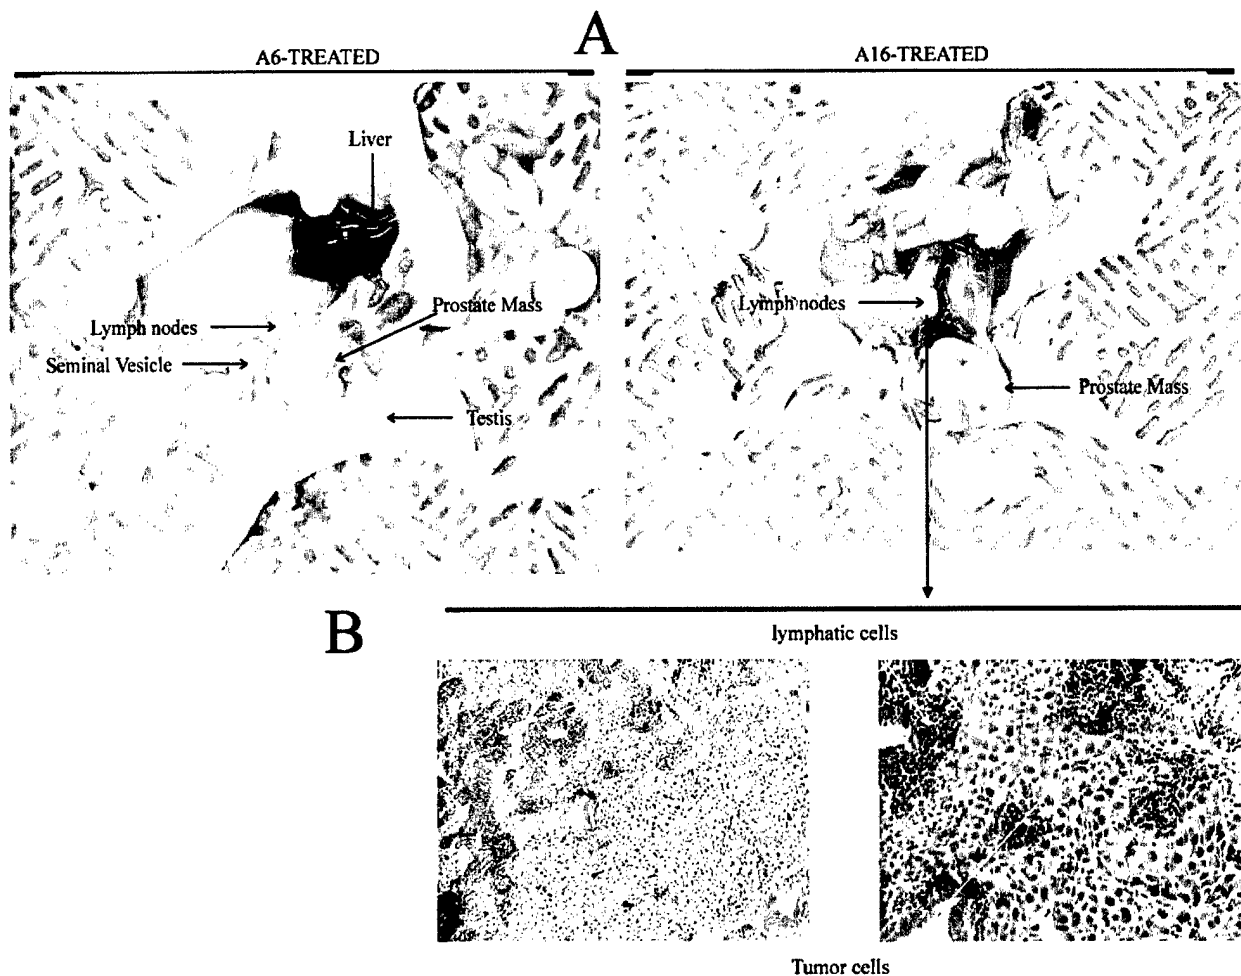 A
A6-TREATED
A16-TREATED
Liver
Prostate Mass
Lymph nodes
Seminal Vesicle
Testis
Lymph nodes
Prostate Mass
B
lymphatic cells
Tumor cells